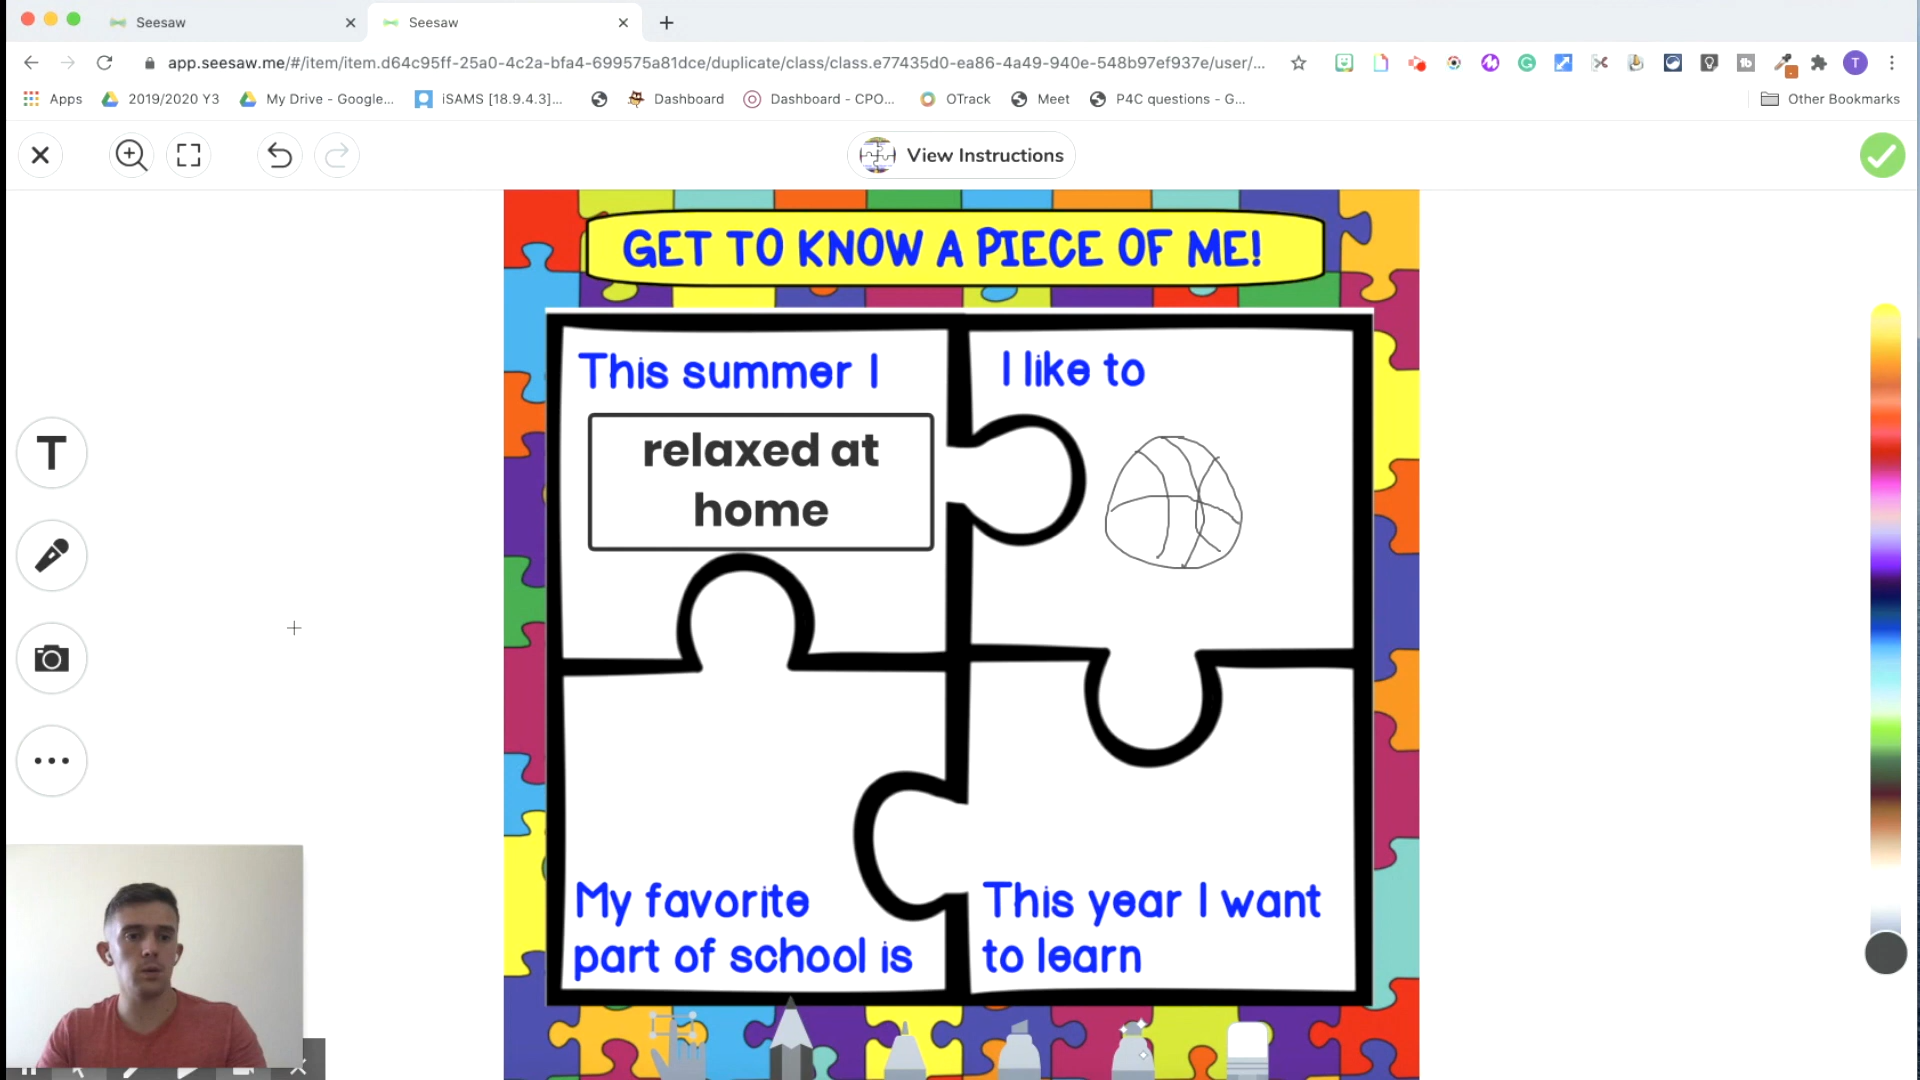 Seesaw
Seesaw
app.seesaw.me/#/item/item.d64c95ff-25a0-4c2a-bfa4-699575a81dce/duplicate/class/class.e77435d0-ea86-4a49-940e-548b97ef937e/user/...
T
Apps
2019/2020 Y3
My Drive - Google...
iSAMS [18.9.4.3]...
Dashboard
Dashboard - CPO...
OTrack
Meet
P4C questions - G...
Other Bookmarks
View Instructions
GET TO KNOW A PIECE OF ME!
This summer I
relaxed at
home
I like to
T
My favorite
part of school is
This year I want
to learn